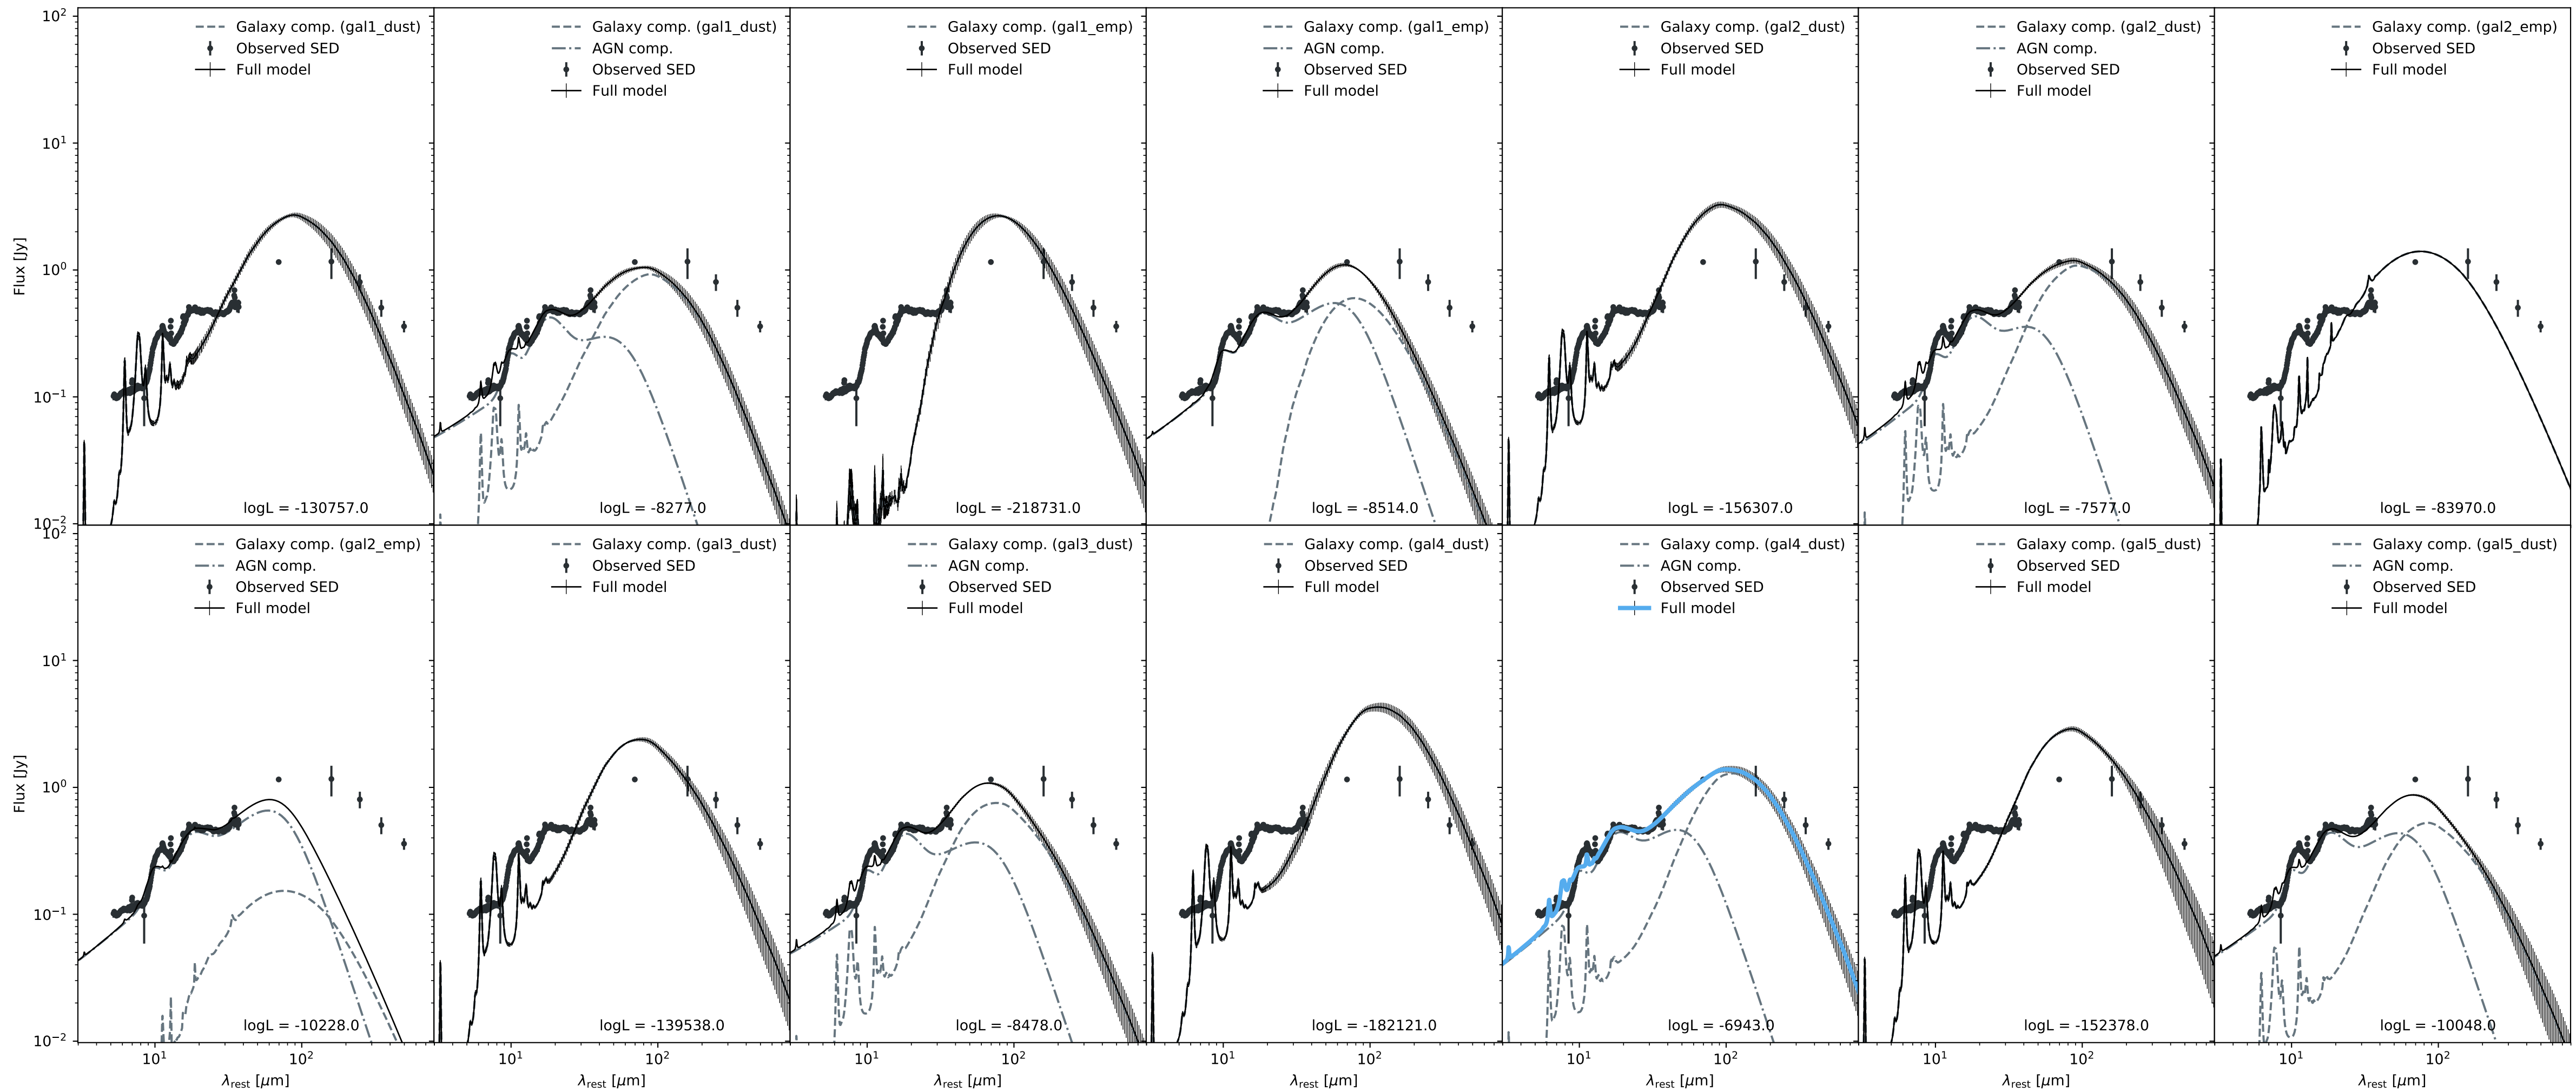 Galaxy comp. (gal1_dust)
Observed SED
Full model
logL = -130757.0
Galaxy comp. (gal1_dust)
AGN comp.
Observed SED
Full model
logL = -8277.0
Galaxy comp. (gal1_emp)
Observed SED
Full model
logL = -218731.0
Galaxy comp. (gal1_emp)
AGN comp.
Observed SED
Full model
logL = -8514.0
Galaxy comp. (gal2_dust)
Observed SED
Full model
logL = -156307.0
Galaxy comp. (gal2_dust)
AGN comp.
Observed SED
Full model
logL = -7577.0
Galaxy comp. (gal2_emp)
Observed SED
Full model
logL = -83970.0
10²
10¹
10⁰
10⁻¹
10⁻²
Flux [Jy]
Galaxy comp. (gal2_emp)
AGN comp.
Observed SED
Full model
logL = -10228.0
Galaxy comp. (gal3_dust)
Observed SED
Full model
logL = -139538.0
Galaxy comp. (gal3_dust)
AGN comp.
Observed SED
Full model
logL = -8478.0
Galaxy comp. (gal4_dust)
Observed SED
Full model
logL = -182121.0
Galaxy comp. (gal4_dust)
AGN comp.
Observed SED
Full model
logL = -6943.0
Galaxy comp. (gal5_dust)
Observed SED
Full model
logL = -152378.0
Galaxy comp. (gal5_dust)
AGN comp.
Observed SED
Full model
logL = -10048.0
10²
10¹
10⁰
10⁻¹
10⁻²
Flux [Jy]
10¹ 10² 10¹ 10² 10¹ 10² 10¹ 10² 10¹ 10² 10¹ 10² 10¹ 10²
λrest [μm] λrest [μm] λrest [μm] λrest [μm] λrest [μm] λrest [μm] λrest [μm]